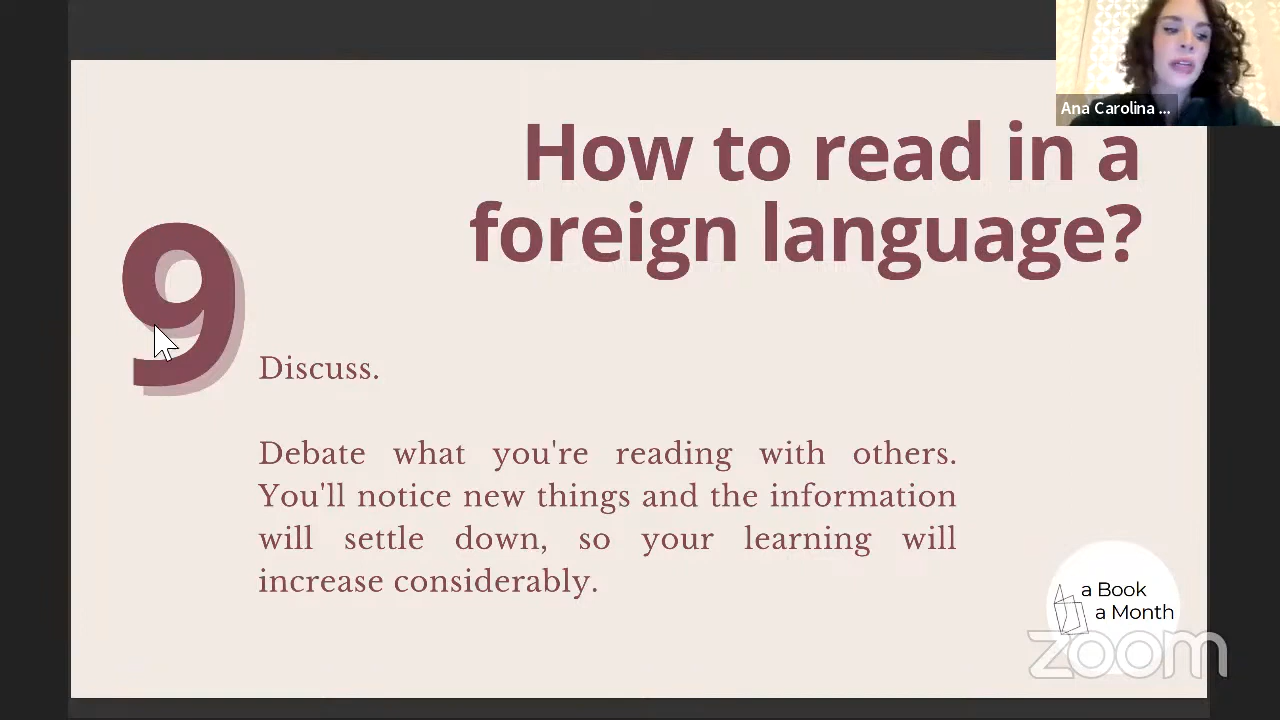 Ana Carolina ...
How to read in a
foreign language?
9
Discuss.
Debate what you're reading with others.
You'll notice new things and the information
will settle down, so your learning will
increase considerably.
a Book
a Month
zoom